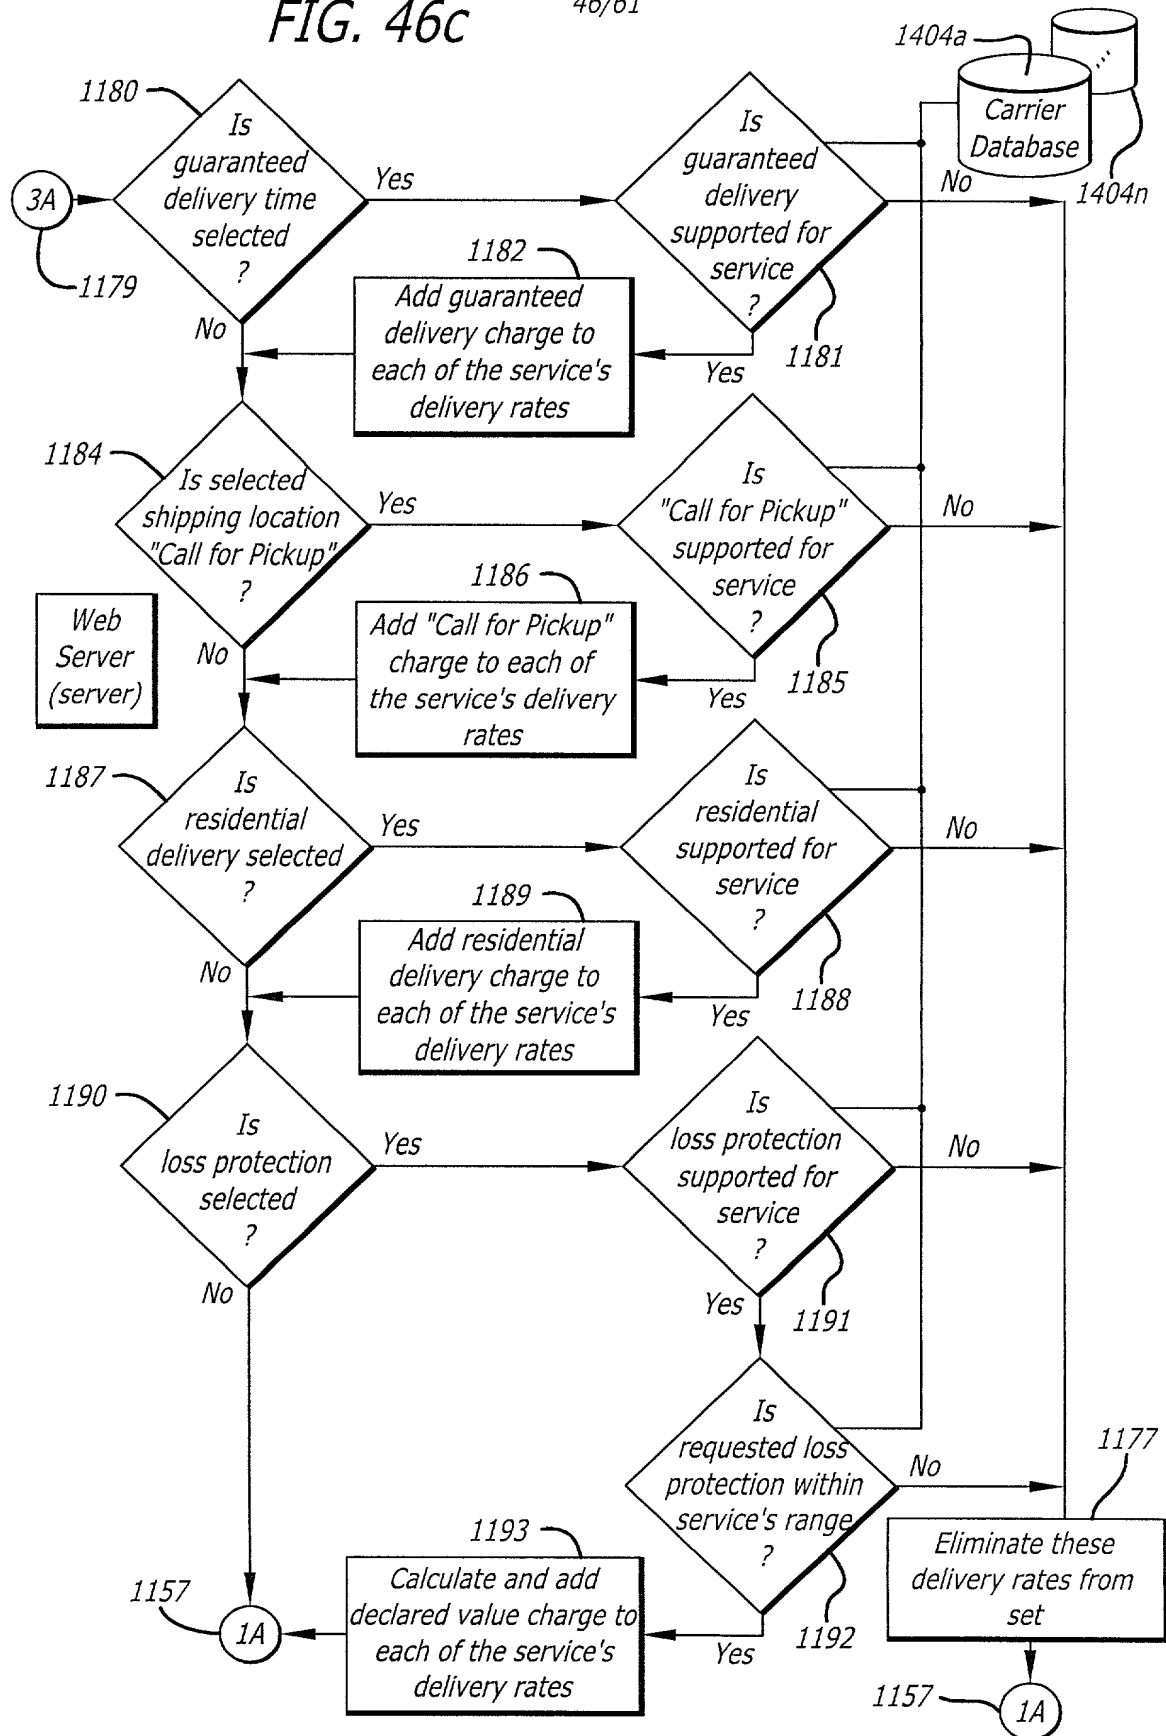 FIG. 46c
46/61
1404a
Carrier
Database
1404n
1180
Is
guaranteed
delivery time
selected
?
Yes
3A
1179
No
Is
guaranteed
delivery
supported for
service
?
No
1181
Yes
1182
Add guaranteed
delivery charge to
each of the service's
delivery rates
1184
Is selected
shipping location
"Call for Pickup"
?
Yes
No
Is
"Call for Pickup"
supported for
service
?
No
1185
Yes
1186
Add "Call for Pickup"
charge to each of
the service's delivery
rates
Web
Server
(server)
1187
Is
residential
delivery selected
?
Yes
No
Is
residential
supported for
service
?
No
1188
Yes
1189
Add residential
delivery charge to
each of the service's
delivery rates
1190
Is
loss protection
selected
?
Yes
No
Is
loss protection
supported for
service
?
No
1191
Yes
Is
requested loss
protection within
service's range
?
No
1192
Yes
1177
Eliminate these
delivery rates from
set
1193
Calculate and add
declared value charge to
each of the service's
delivery rates
1157
1A
1157
1A